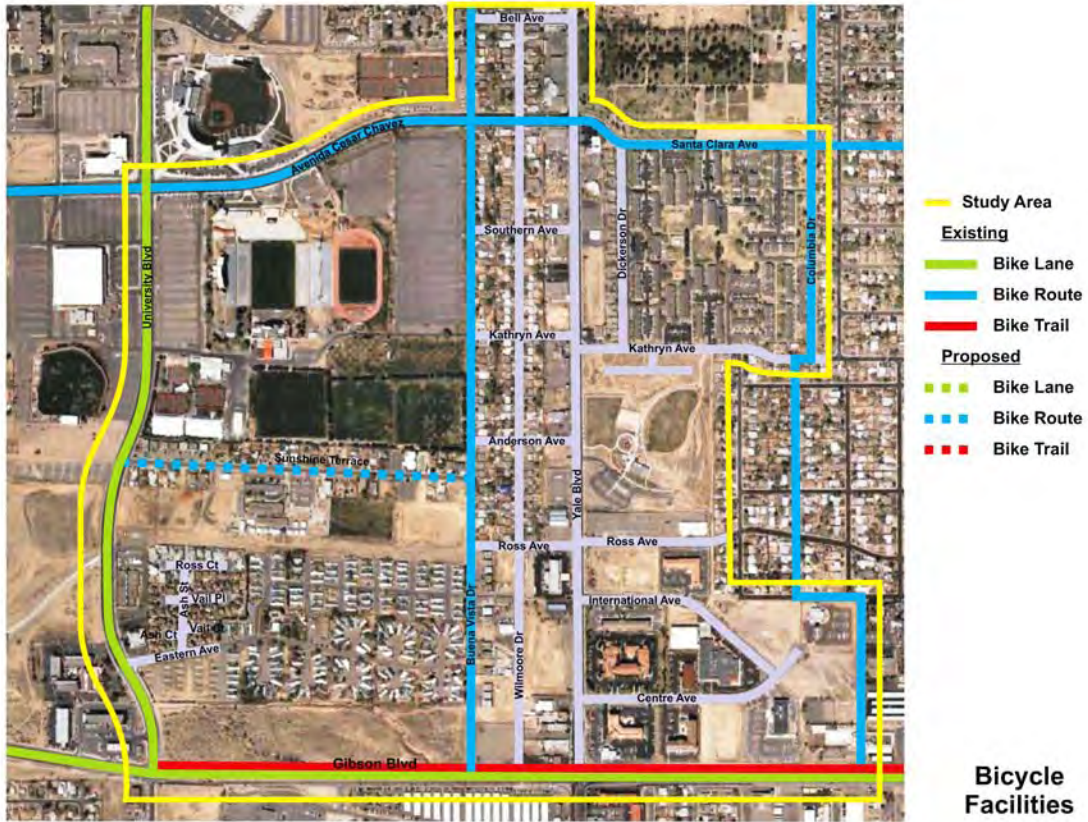 Bell Ave
Avenida Cesar Chavez
Santa Clara Ave
University Blvd
Southern Ave
Dickerson Dr
Columbia Dr
Kathryn Ave
Kathryn Ave
Anderson Ave
Sunshine Terrace
Yale Blvd
Ross Ave
Ross Ave
Ross Ct
Ash St
Vail Pl
Ash Ct
Eastern Ave
Buena Vista Dr
Wilmoore Dr
International Ave
Centre Ave
Gibson Blvd
Study Area
Existing
Bike Lane
Bike Route
Bike Trail
Proposed
Bike Lane
Bike Route
Bike Trail
Bicycle
Facilities